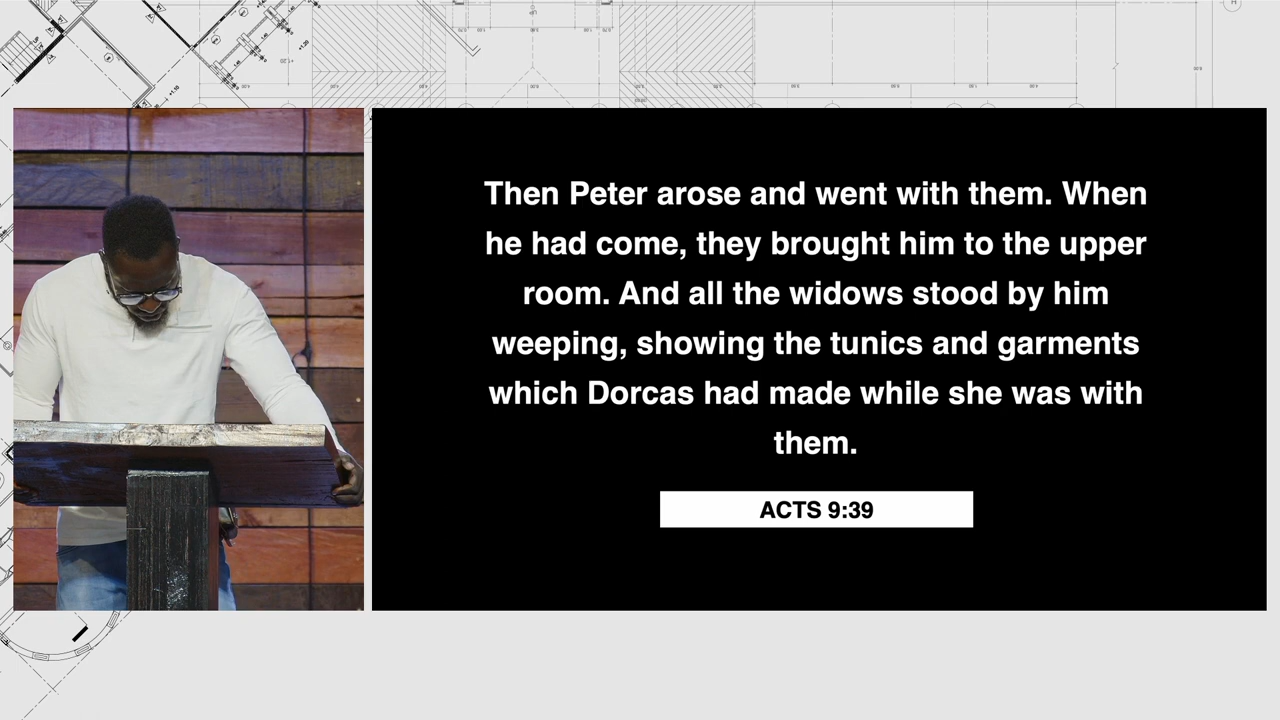 Then Peter arose and went with them. When
he had come, they brought him to the upper
room. And all the widows stood by him
weeping, showing the tunics and garments
which Dorcas had made while she was with
them.
ACTS 9:39